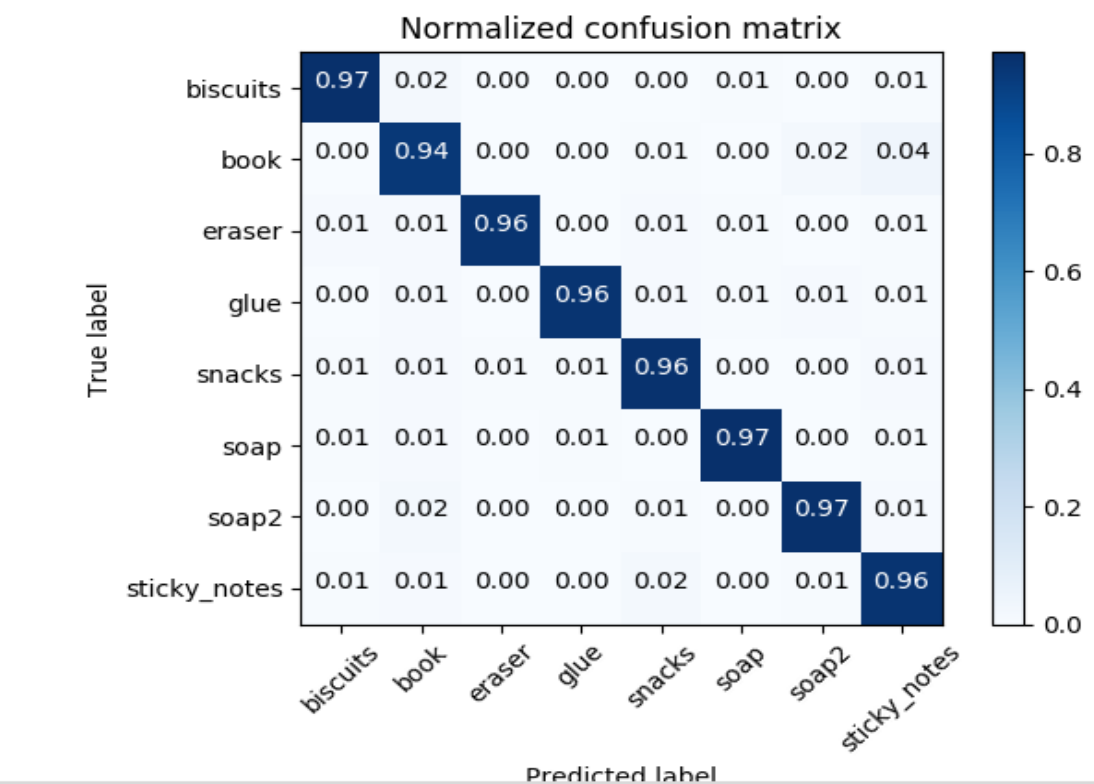 Normalized confusion matrix
biscuits 0.97 0.02 0.00 0.00 0.00 0.01 0.00 0.01
book 0.00 0.94 0.00 0.00 0.01 0.00 0.02 0.04
eraser 0.01 0.01 0.96 0.00 0.01 0.01 0.00 0.01
glue 0.00 0.01 0.00 0.96 0.01 0.01 0.01 0.01
snacks 0.01 0.01 0.01 0.01 0.96 0.00 0.00 0.01
soap 0.01 0.01 0.00 0.01 0.00 0.97 0.00 0.01
soap2 0.00 0.02 0.00 0.00 0.01 0.00 0.97 0.01
sticky_notes 0.01 0.01 0.00 0.00 0.02 0.00 0.01 0.96
True label
biscuits book eraser glue snacks soap soap2 sticky_notes
Predicted label
0.8
0.6
0.4
0.2
0.0